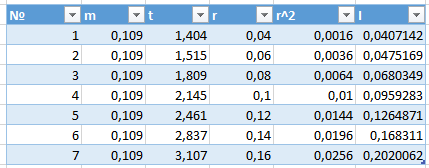 № m t r r^2 I
1 0,109 1,404 0,04 0,0016 0,0407142
2 0,109 1,515 0,06 0,0036 0,0475169
3 0,109 1,809 0,08 0,0064 0,0680349
4 0,109 2,145 0,1 0,01 0,0959283
5 0,109 2,461 0,12 0,0144 0,1264871
6 0,109 2,837 0,14 0,0196 0,168311
7 0,109 3,107 0,16 0,0256 0,2020062